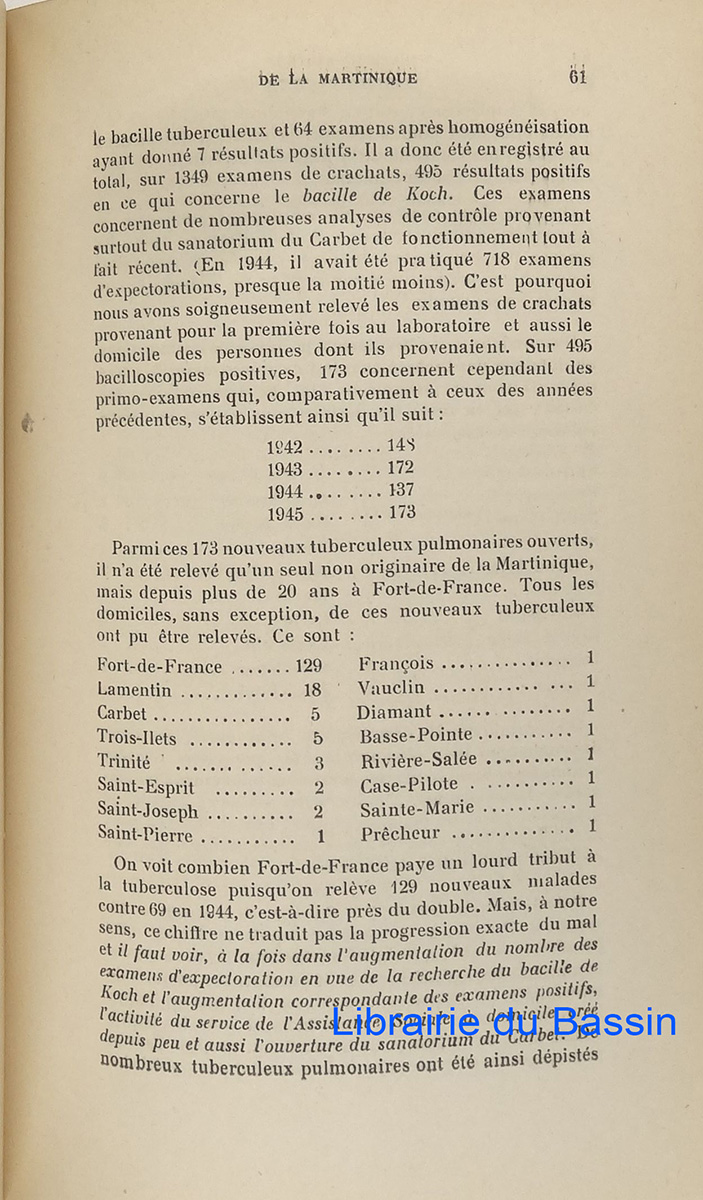 DE LA MARTINIQUE 61
le bacille tuberculeux et 64 examens après homogénéisation
ayant donné 7 résultats positifs. Il a donc été enregistré au
total, sur 1349 examens de crachats, 495 résultats positifs
en ce qui concerne le bacille de Koch. Ces examens
concernent de nombreuses analyses de contrôle provenant
surtout du sanatorium du Carbet de fonctionnement tout à
fait récent. (En 1944, il avait été pratiqué 718 examens
d'expectorations, presque la moitié moins). C'est pourquoi
nous avons soigneusement relevé les examens de crachats
provenant pour la première fois au laboratoire et aussi le
domicile des personnes dont ils provenaient. Sur 495
bacilloscopies positives, 173 concernent cependant des
primo-examens qui, comparativement à ceux des années
précédentes, s'établissent ainsi qu'il suit :
1942 ......... 148
1943 ......... 172
1944 ......... 137
1945 ......... 173
Parmi ces 173 nouveaux tuberculeux pulmonaires ouverts,
il n'a été relevé qu'un seul non originaire de la Martinique,
mais depuis plus de 20 ans à Fort-de-France. Tous les
domiciles, sans exception, de ces nouveaux tuberculeux
ont pu être relevés. Ce sont :
Fort-de-France ....... 129
Lamentin ............. 18
Carbet ................ 5
Trois-Ilets ............ 5
Trinité ............ 3
Saint-Esprit ......... 2
Saint-Joseph .......... 2
Saint-Pierre ........... 1
François .............. 1
Vauclin .............. 1
Diamant .............. 1
Basse-Pointe ........... 1
Rivière-Salée .......... 1
Case-Pilote . .......... 1
Sainte-Marie ........... 1
Prêcheur .............. 1
On voit combien Fort-de-France paye un lourd tribut à
la tuberculose puisqu'on relève 129 nouveaux malades
contre 69 en 1944, c'est-à-dire près du double. Mais, à notre
sens, ce chiffre ne traduit pas la progression exacte du mal
et il faut voir, à la fois dans l'augmentation du nombre des
examens d'expectoration en vue de la recherche du bacille de
Koch et l'augmentation correspondante des examens positifs,
l'activité du service de l'Assistance Sociale à domicile créé
depuis peu et aussi l'ouverture du sanatorium du Carbet. De
nombreux tuberculeux pulmonaires ont été ainsi dépistés
Librairie du Bassin